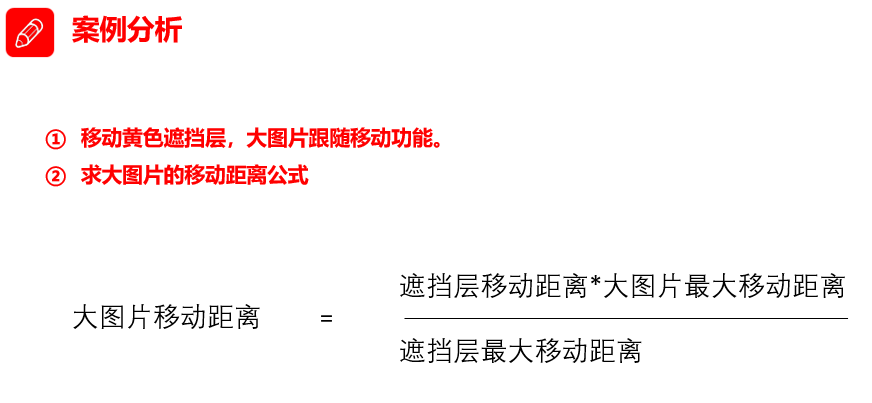 案例分析
① 移动黄色遮挡层，大图片跟随移动功能。
② 求大图片的移动距离公式
遮挡层移动距离*大图片最大移动距离
大图片移动距离 =
遮挡层最大移动距离